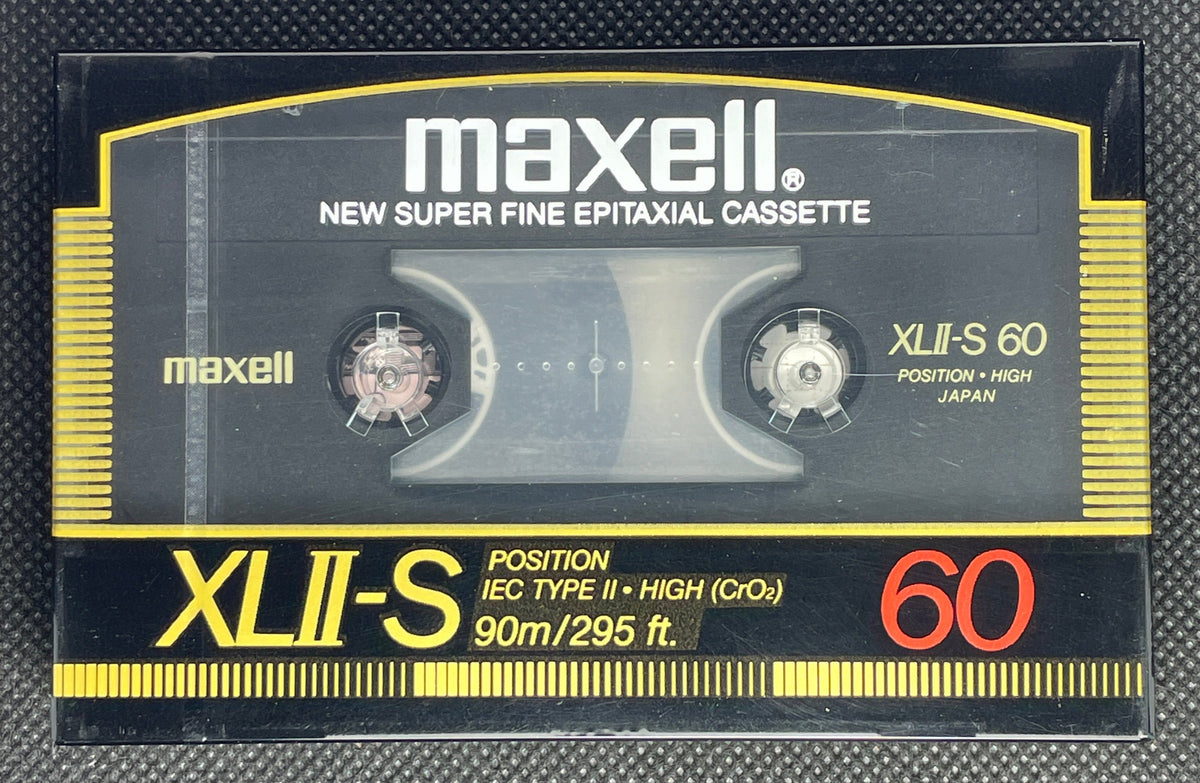 maxell®
NEW SUPER FINE EPITAXIAL CASSETTE
maxell
XLII-S 60
POSITION • HIGH
JAPAN
XLII-S
POSITION
IEC TYPE II • HIGH (CrO₂)
90m/295 ft.
60